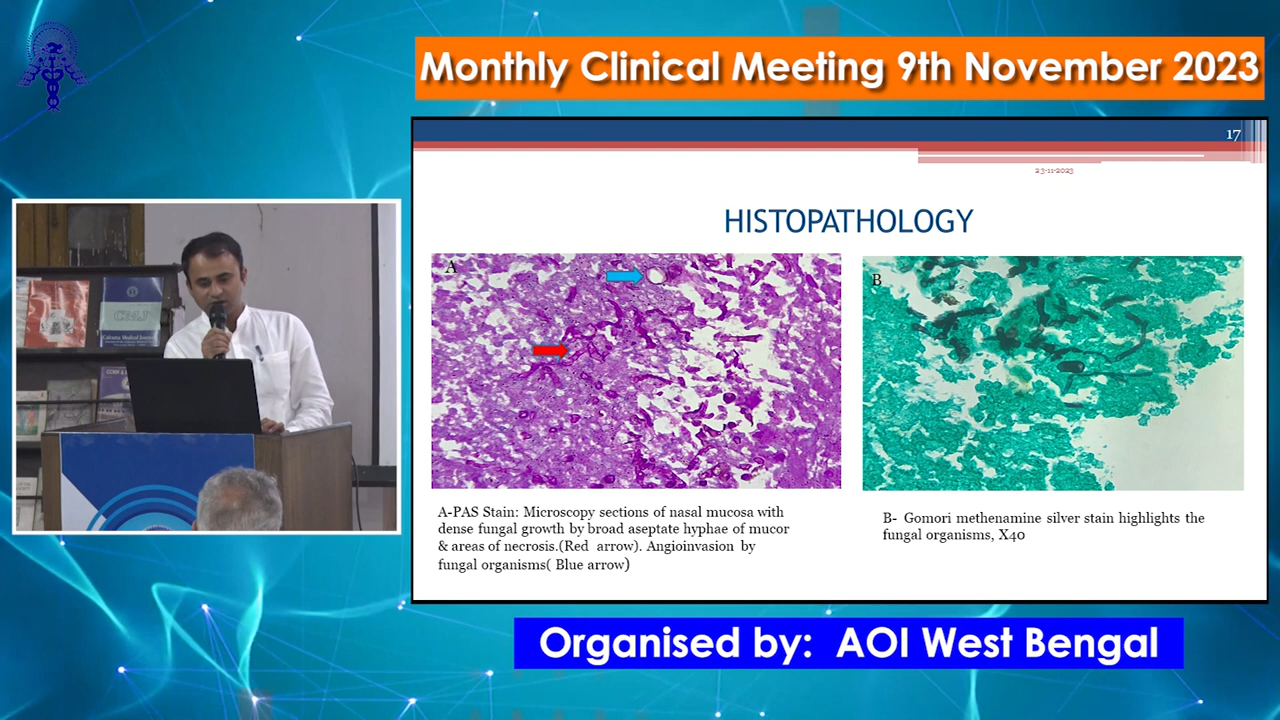 Monthly Clinical Meeting 9th November 2023
17
23-11-2023
HISTOPATHOLOGY
A
B
A-PAS Stain: Microscopy sections of nasal mucosa with
dense fungal growth by broad aseptate hyphae of mucor
& areas of necrosis.(Red arrow). Angioinvasion by
fungal organisms( Blue arrow)
B- Gomori methenamine silver stain highlights the
fungal organisms, X40
Organised by: AOI West Bengal